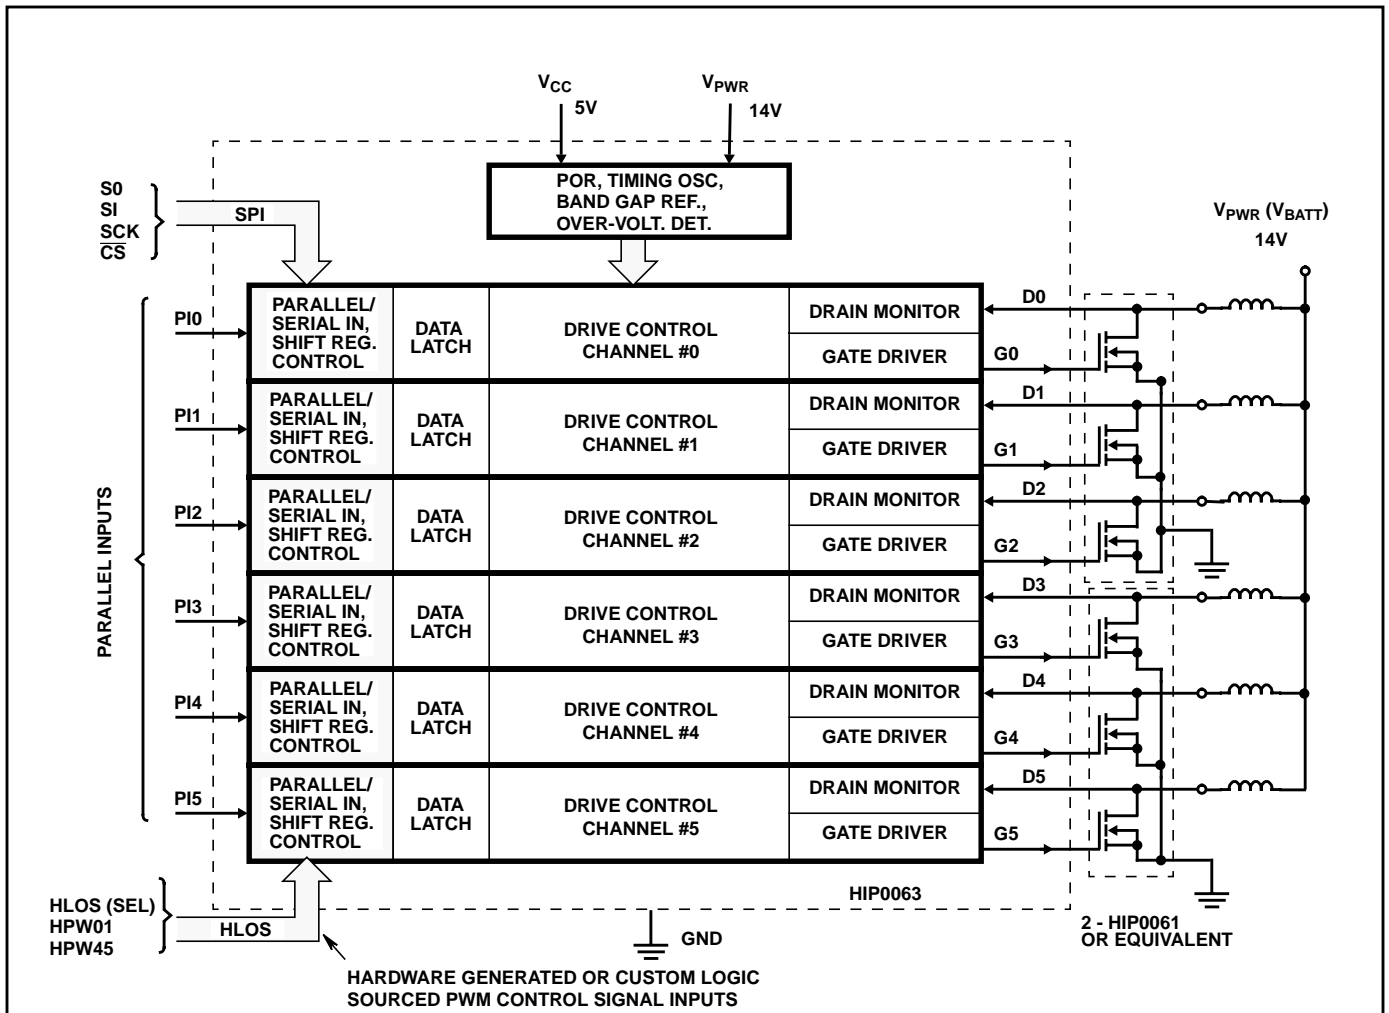 VCC
5V
VPWR
14V
POR, TIMING OSC,
BAND GAP REF.,
OVER-VOLT. DET.
S0
SI
SCK
CS
SPI
VPWR (VBATT)
14V
PARALLEL INPUTS
PI0
PARALLEL/
SERIAL IN,
SHIFT REG.
CONTROL
DATA
LATCH
DRIVE CONTROL
CHANNEL #0
DRAIN MONITOR
GATE DRIVER
D0
G0
PI1
PARALLEL/
SERIAL IN,
SHIFT REG.
CONTROL
DATA
LATCH
DRIVE CONTROL
CHANNEL #1
DRAIN MONITOR
GATE DRIVER
D1
G1
PI2
PARALLEL/
SERIAL IN,
SHIFT REG.
CONTROL
DATA
LATCH
DRIVE CONTROL
CHANNEL #2
DRAIN MONITOR
GATE DRIVER
D2
G2
PI3
PARALLEL/
SERIAL IN,
SHIFT REG.
CONTROL
DATA
LATCH
DRIVE CONTROL
CHANNEL #3
DRAIN MONITOR
GATE DRIVER
D3
G3
PI4
PARALLEL/
SERIAL IN,
SHIFT REG.
CONTROL
DATA
LATCH
DRIVE CONTROL
CHANNEL #4
DRAIN MONITOR
GATE DRIVER
D4
G4
PI5
PARALLEL/
SERIAL IN,
SHIFT REG.
CONTROL
DATA
LATCH
DRIVE CONTROL
CHANNEL #5
DRAIN MONITOR
GATE DRIVER
D5
G5
HIP0063
HLOS (SEL)
HPW01
HPW45
HLOS
GND
2 - HIP0061
OR EQUIVALENT
HARDWARE GENERATED OR CUSTOM LOGIC
SOURCED PWM CONTROL SIGNAL INPUTS